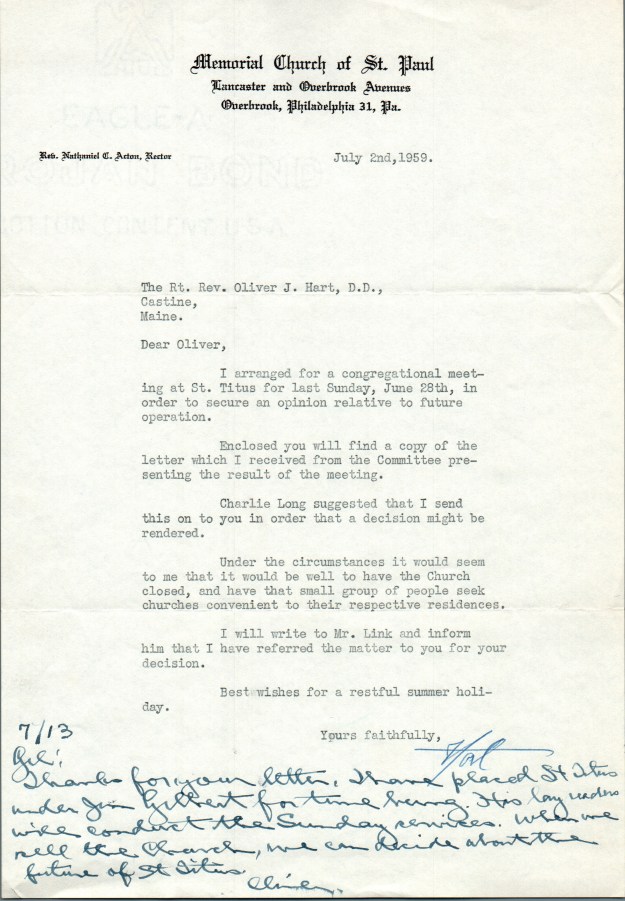 Memorial Church of St. Paul
Lancaster and Overbrook Avenues
Overbrook, Philadelphia 31, Pa.
Rev. Nathaniel C. Acton, Rector
July 2nd,1959.
EAGLE-A
BOND
COTTON CONTENT USA
The Rt. Rev. Oliver J. Hart, D.D.,
Castine,
Maine.
Dear Oliver,
I arranged for a congregational meet-
ing at St. Titus for last Sunday, June 28th, in
order to secure an opinion relative to future
operation.
Enclosed you will find a copy of the
letter which I received from the Committee pre-
senting the result of the meeting.
Charlie Long suggested that I send
this on to you in order that a decision might be
rendered.
Under the circumstances it would seem
to me that it would be well to have the Church
closed, and have that small group of people seek
churches convenient to their respective residences.
I will write to Mr. Link and inform
him that I have referred the matter to you for your
decision.
Best wishes for a restful summer holi-
day.
Yours faithfully,
7/13
Thanks for your letter. I have placed St Titus
under Jim Gilbert for time being. His lay readers
will conduct the Sunday services. When we
sell the Church, we can decide about the
future of St Titus.